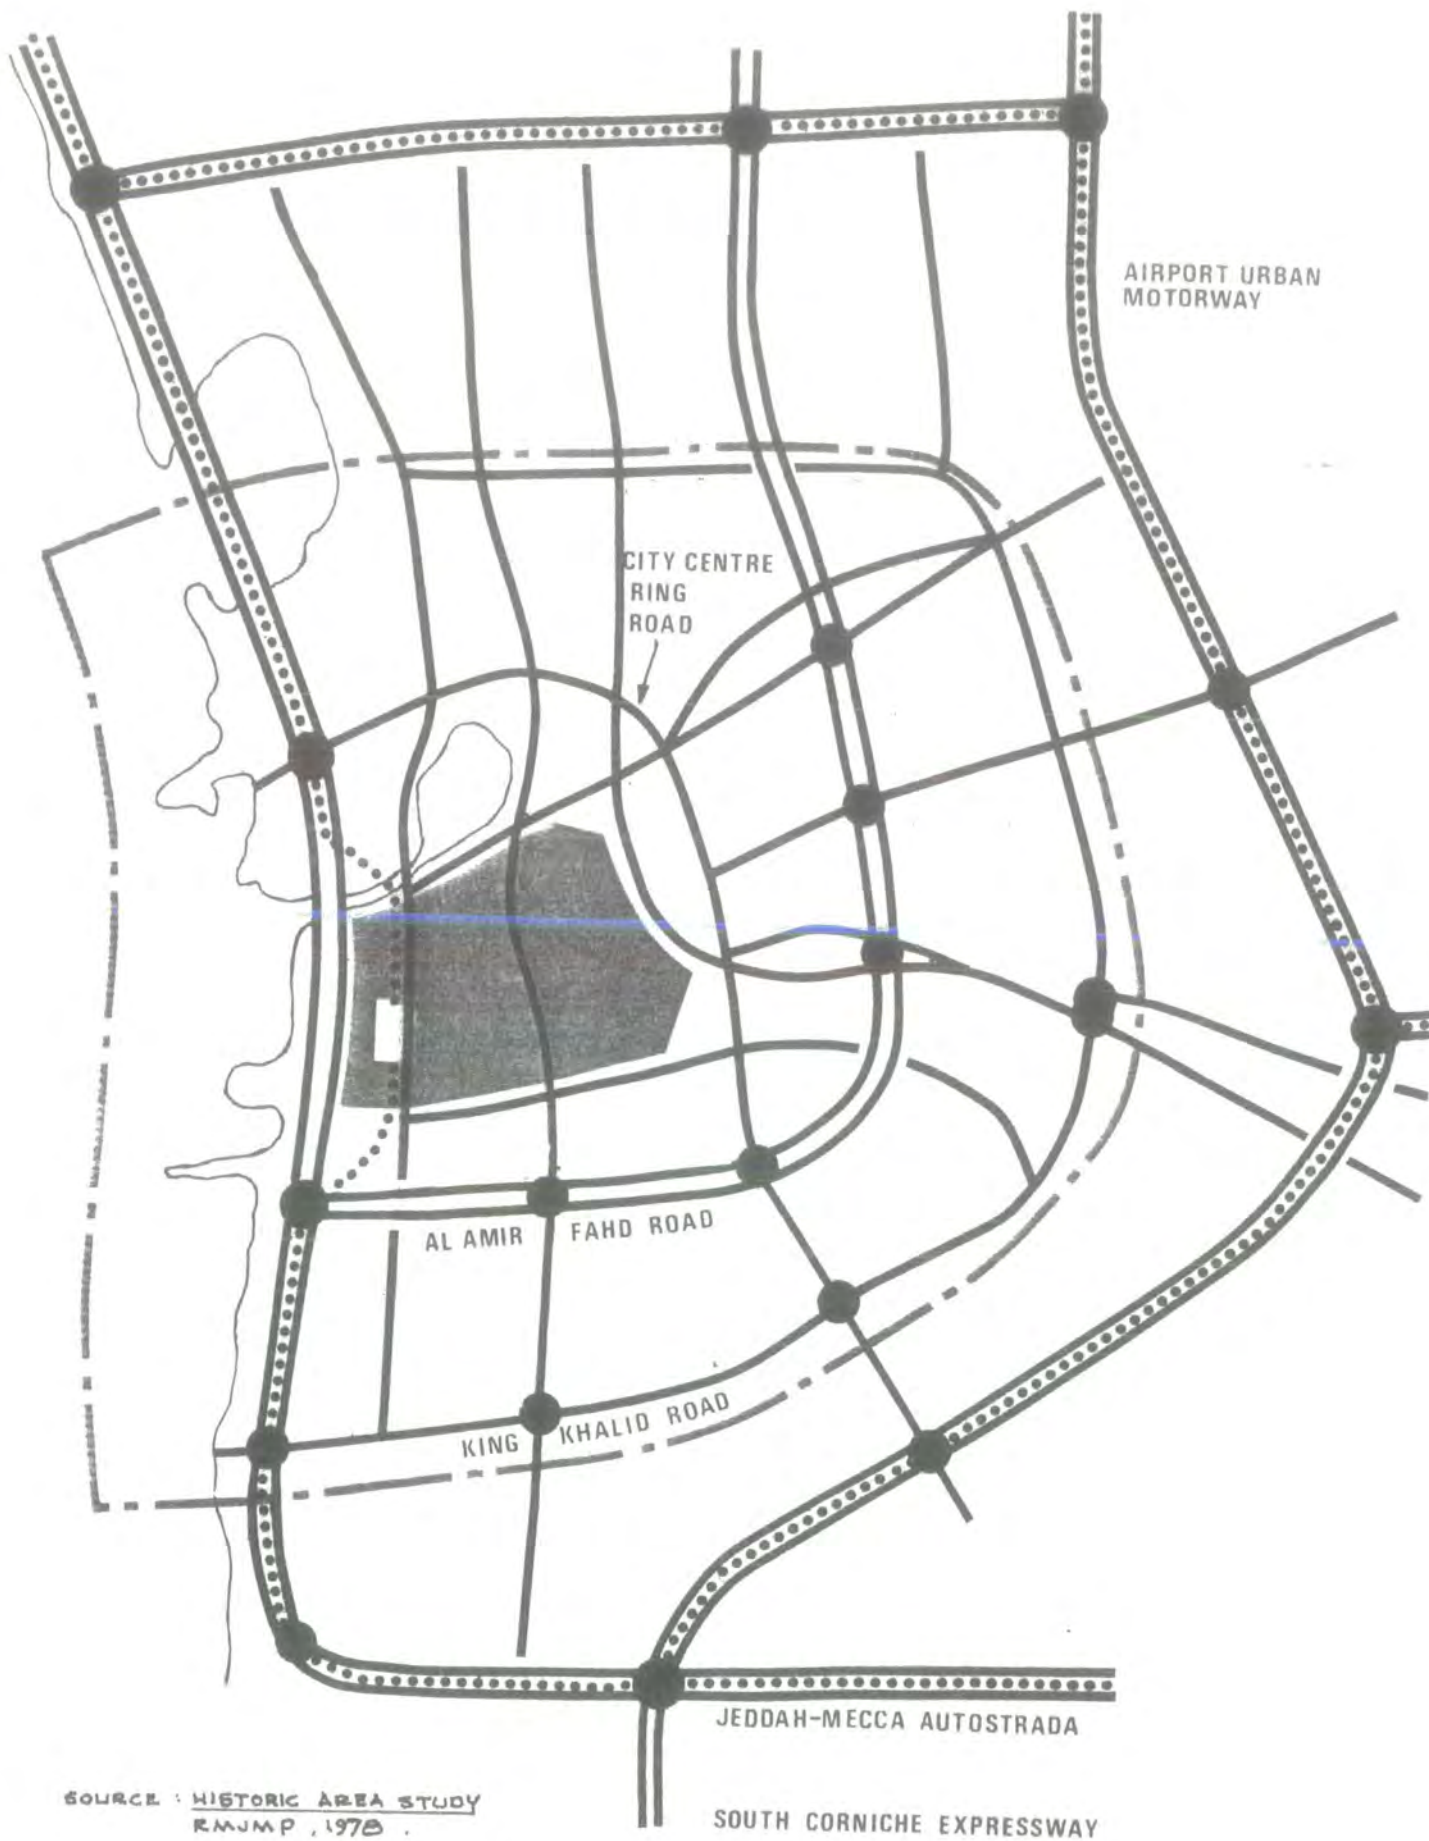 AIRPORT URBAN
MOTORWAY
CITY CENTRE
RING
ROAD
AL AMIR FAHD ROAD
KING KHALID ROAD
JEDDAH-MECCA AUTOSTRADA
SOUTH CORNICHE EXPRESSWAY
SOURCE : HISTORIC AREA STUDY
RMJMP, 1978.